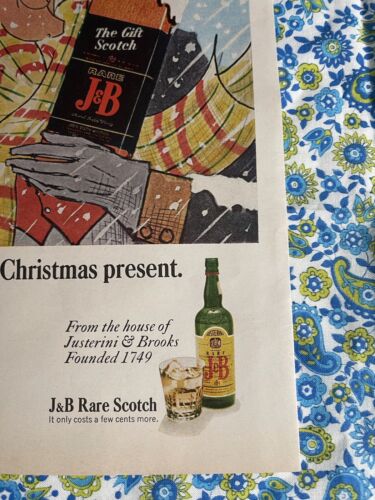 The Gift
Scotch
RARE
J&B
Christmas present.
From the house of
Justerini & Brooks
Founded 1749
RARE
J&B
J&B Rare Scotch
It only costs a few cents more.